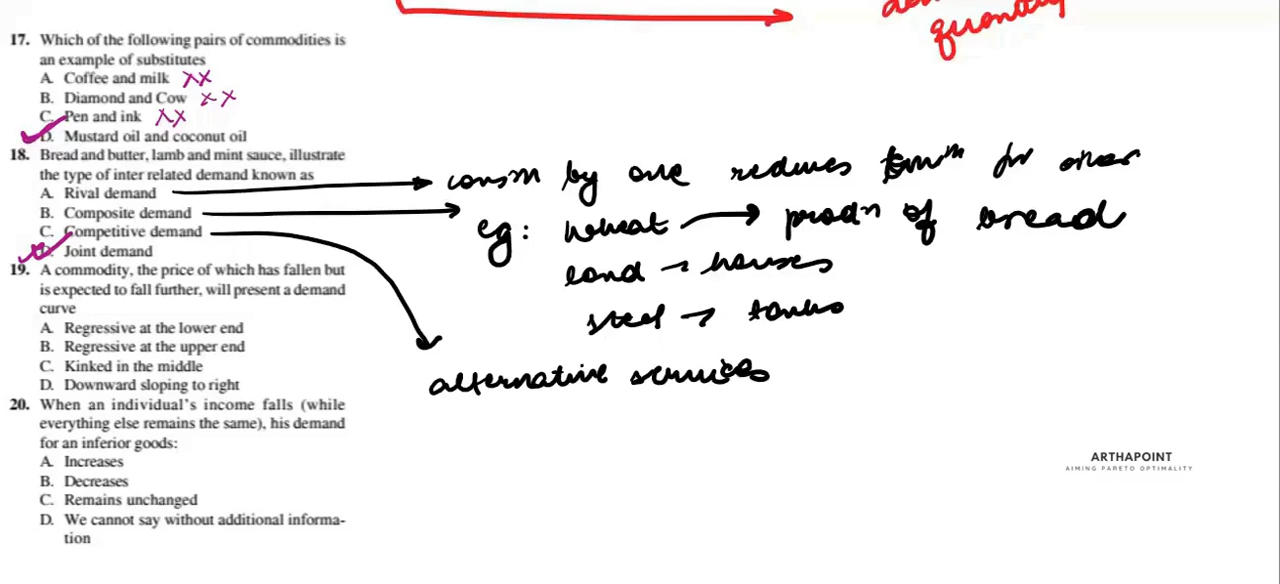 quantity
17. Which of the following pairs of commodities is
an example of substitutes
A. Coffee and milk xx
B. Diamond and Cow xx
C. Pen and ink xx
D. Mustard oil and coconut oil
18. Bread and butter, lamb and mint sauce, illustrate
the type of inter related demand known as
A. Rival demand
B. Composite demand
C. Competitive demand
D. Joint demand
consm by one reduces for other
eg: wheat → prodn of bread
land → houses
steel → tanks
alternative services
19. A commodity, the price of which has fallen but
is expected to fall further, will present a demand
curve
A. Regressive at the lower end
B. Regressive at the upper end
C. Kinked in the middle
D. Downward sloping to right
20. When an individual's income falls (while
everything else remains the same), his demand
for an inferior goods:
A. Increases
B. Decreases
C. Remains unchanged
D. We cannot say without additional informa-
tion
ARTHAPOINT
AIMING PARETO OPTIMALITY